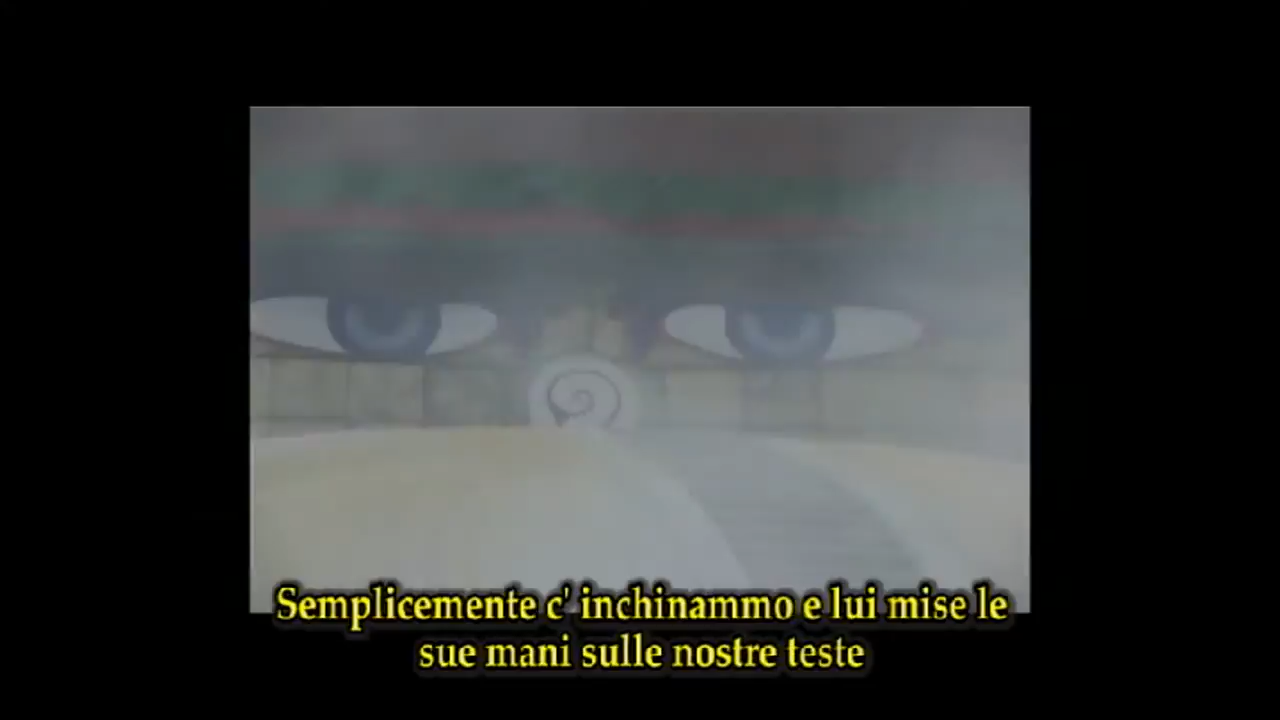 Semplicemente c' inchinammo e lui mise le
sue mani sulle nostre teste